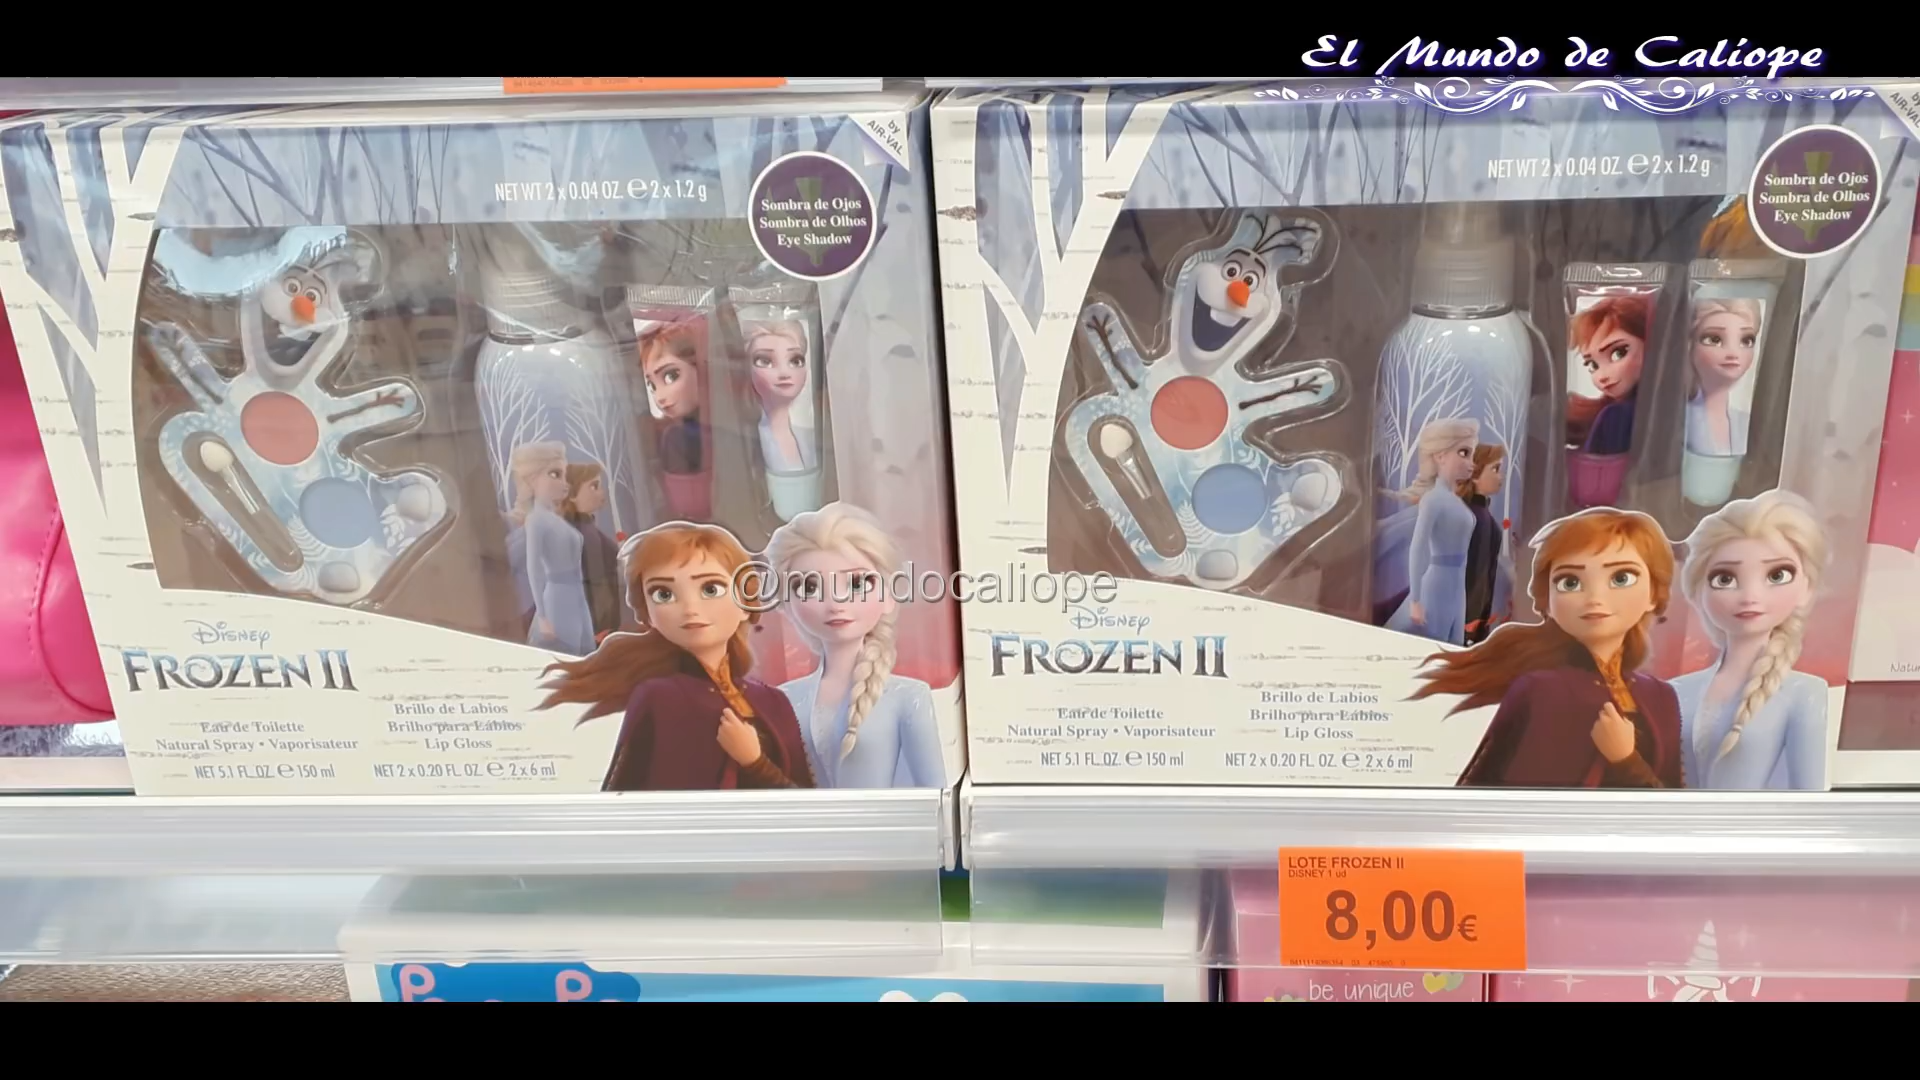 El Mundo de Calíope
by
AIR-VAL
NET WT 2 x 0.04 OZ. ℮ 2 x 1.2 g
Sombra de Ojos
Sombra de Olhos
Eye Shadow
Disney
FROZEN II
Eau de Toilette
Natural Spray • Vaporisateur
NET 5.1 FL.OZ. ℮ 150 ml
Brillo de Labios
Brilho para Lábios
Lip Gloss
NET 2 x 0.20 FL OZ. ℮ 2 x 6 ml
by
AIR-VAL
NET WT 2 x 0.04 OZ. ℮ 2 x 1.2 g
Sombra de Ojos
Sombra de Olhos
Eye Shadow
Disney
FROZEN II
Eau de Toilette
Natural Spray • Vaporisateur
NET 5.1 FL.OZ. ℮ 150 ml
Brillo de Labios
Brilho para Lábios
Lip Gloss
NET 2 x 0.20 FL OZ. ℮ 2 x 6 ml
@mundocaliope
LOTE FROZEN II
DISNEY 1 ud
8,00€
be unique